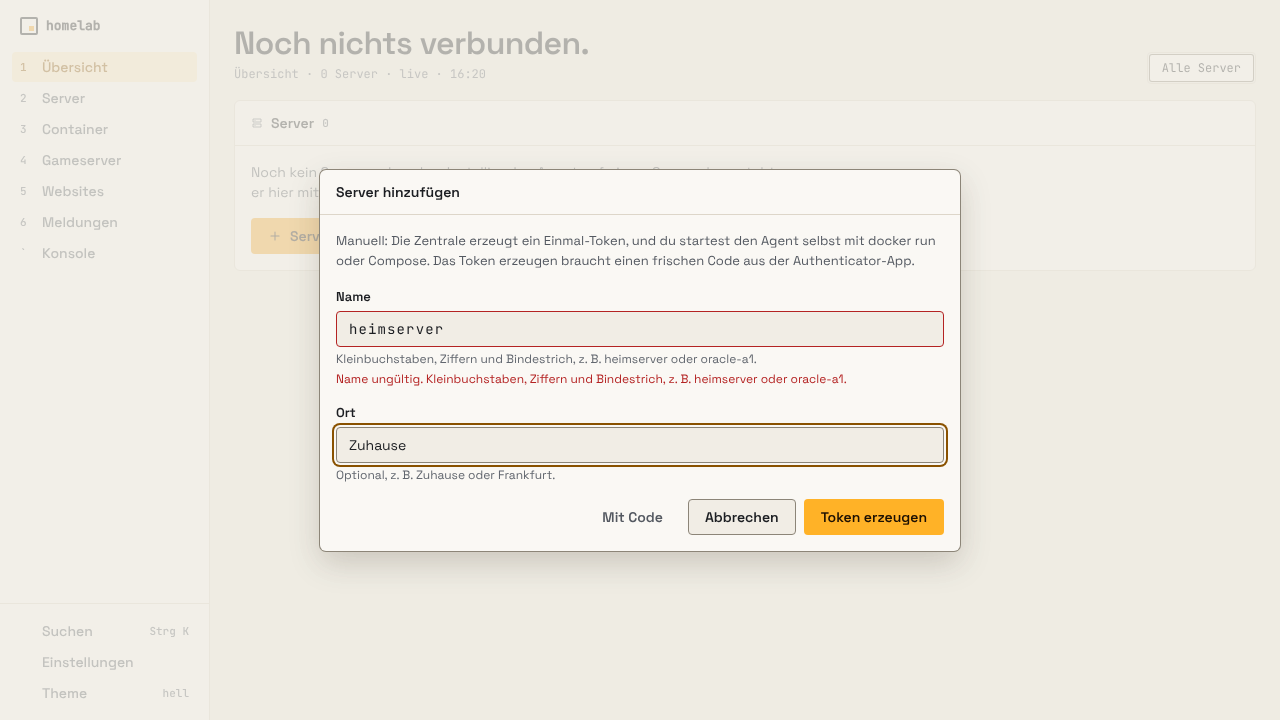 homelab
1 Übersicht
2 Server
3 Container
4 Gameserver
5 Websites
6 Meldungen
` Konsole
Suchen Strg K
Einstellungen
Theme hell
Noch nichts verbunden.
Übersicht · 0 Server · live · 16:20
Alle Server
Server 0
Noch kein
er hier mit
+ Serv
Server hinzufügen
Manuell: Die Zentrale erzeugt ein Einmal-Token, und du startest den Agent selbst mit docker run
oder Compose. Das Token erzeugen braucht einen frischen Code aus der Authenticator-App.
Name
heimserver
Kleinbuchstaben, Ziffern und Bindestrich, z. B. heimserver oder oracle-a1.
Name ungültig. Kleinbuchstaben, Ziffern und Bindestrich, z. B. heimserver oder oracle-a1.
Ort
Zuhause
Optional, z. B. Zuhause oder Frankfurt.
Mit Code
Abbrechen
Token erzeugen